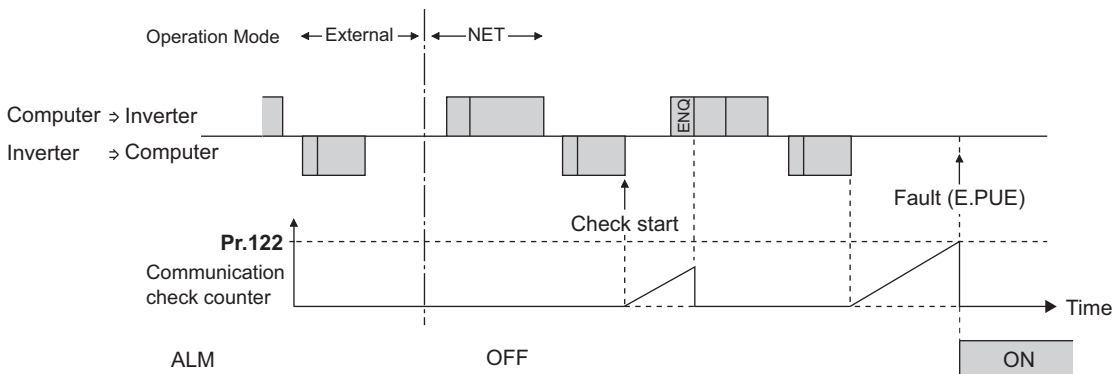 Operation Mode External NET
Computer ⇒ Inverter
ENQ
Inverter ⇒ Computer
Fault (E.PUE)
Check start
Pr.122
Communication
check counter
Time
ALM OFF ON